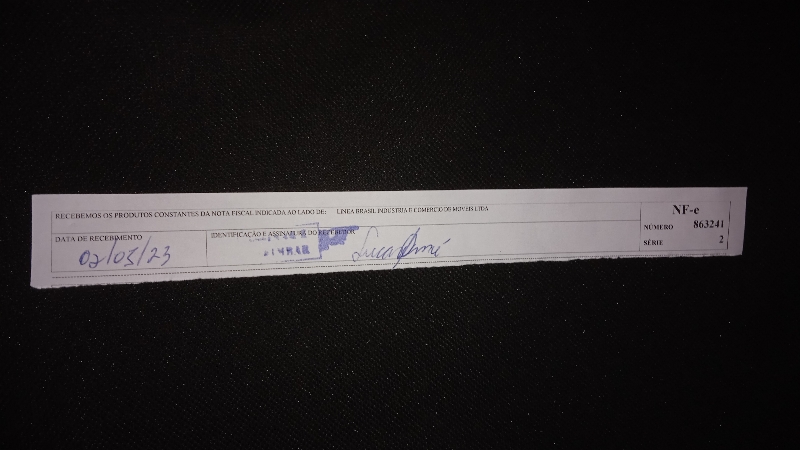 RECEBEMOS OS PRODUTOS CONSTANTES DA NOTA FISCAL INDICADA AO LADO DE: LINEA BRASIL INDUSTRIA E COMERCIO DE MOVEIS LTDA
NF-e
NÚMERO 863241
SÉRIE 2
DATA DE RECEBIMENTO
02/05/23
IDENTIFICAÇÃO E ASSINATURA DO RECEBEDOR